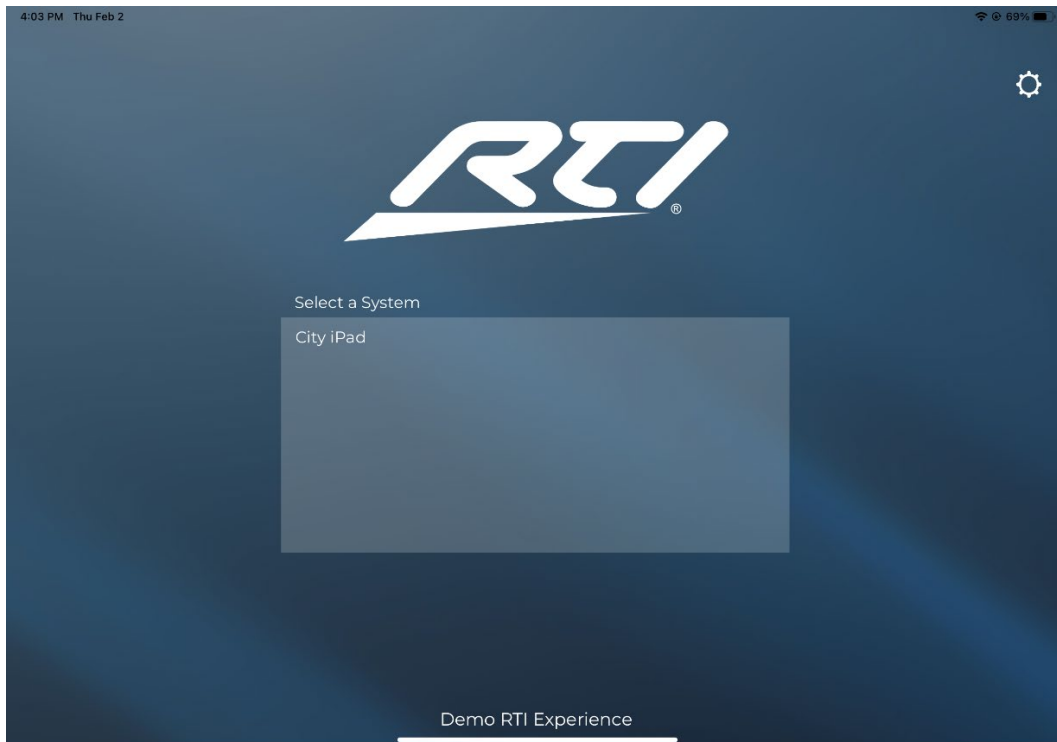 4:03 PM Thu Feb 2
69%
RTI®
Select a System
City iPad
Demo RTI Experience